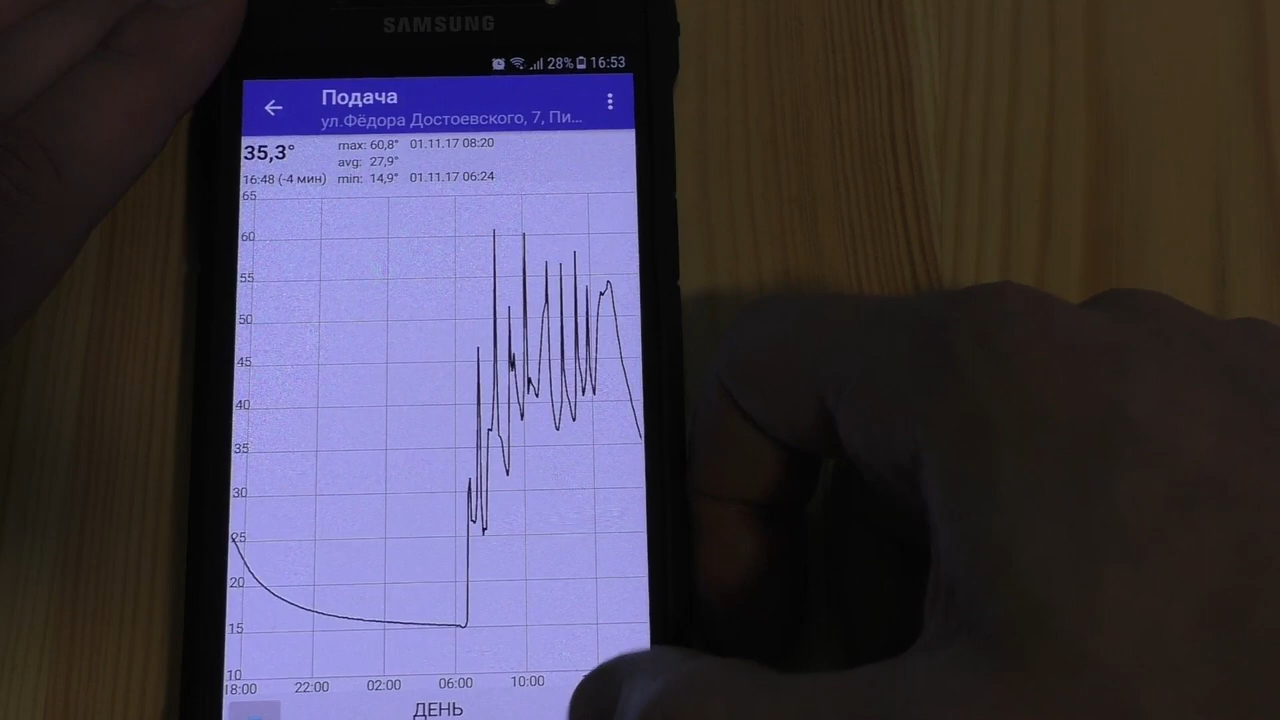 SAMSUNG
28% 16:53
Подача
ул.Фёдора Достоевского, 7, Пи...
35,3°
max: 60,8° 01.11.17 08:20
avg: 27,9°
16:48 (-4 мин) min: 14,9° 01.11.17 06:24
65
60
55
50
45
40
35
30
25
20
15
10
18:00 22:00 02:00 06:00 10:00
ДЕНЬ